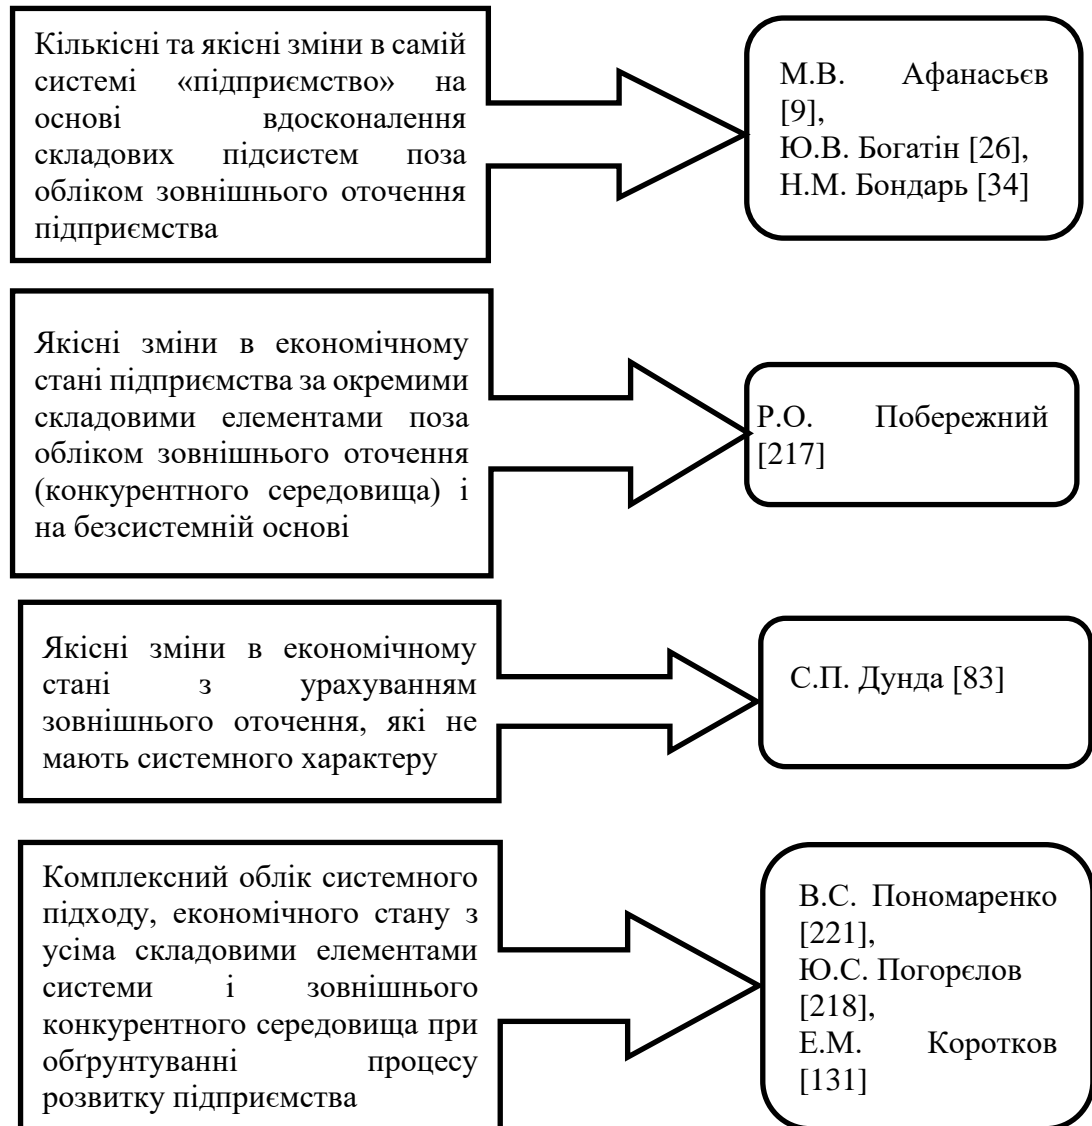 Кількісні та якісні зміни в самій
системі «підприємство» на
основі вдосконалення
складових підсистем поза
обліком зовнішнього оточення
підприємства
М.В. Афанасьєв
[9],
Ю.В. Богатін [26],
Н.М. Бондарь [34]
Якісні зміни в економічному
стані підприємства за окремими
складовими елементами поза
обліком зовнішнього оточення
(конкурентного середовища) і
на безсистемній основі
Р.О. Побережний
[217]
Якісні зміни в економічному
стані з урахуванням
зовнішнього оточення, які не
мають системного характеру
С.П. Дунда [83]
Комплексний облік системного
підходу, економічного стану з
усіма складовими елементами
системи і зовнішнього
конкурентного середовища при
обґрунтуванні процесу
розвитку підприємства
В.С. Пономаренко
[221],
Ю.С. Погорєлов
[218],
Е.М. Коротков
[131]